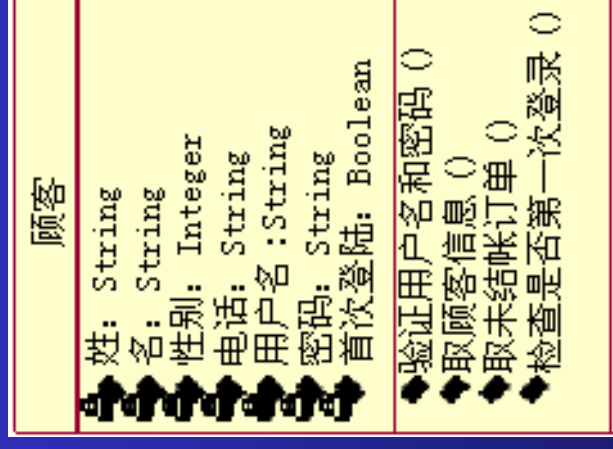 顾客
姓: String
名: String
性别: Integer
电话: String
用户名 :String
密码: String
首次登陆: Boolean
验证用户名和密码 ()
取顾客信息 ()
取未结帐订单 ()
检查是否第一次登录 ()